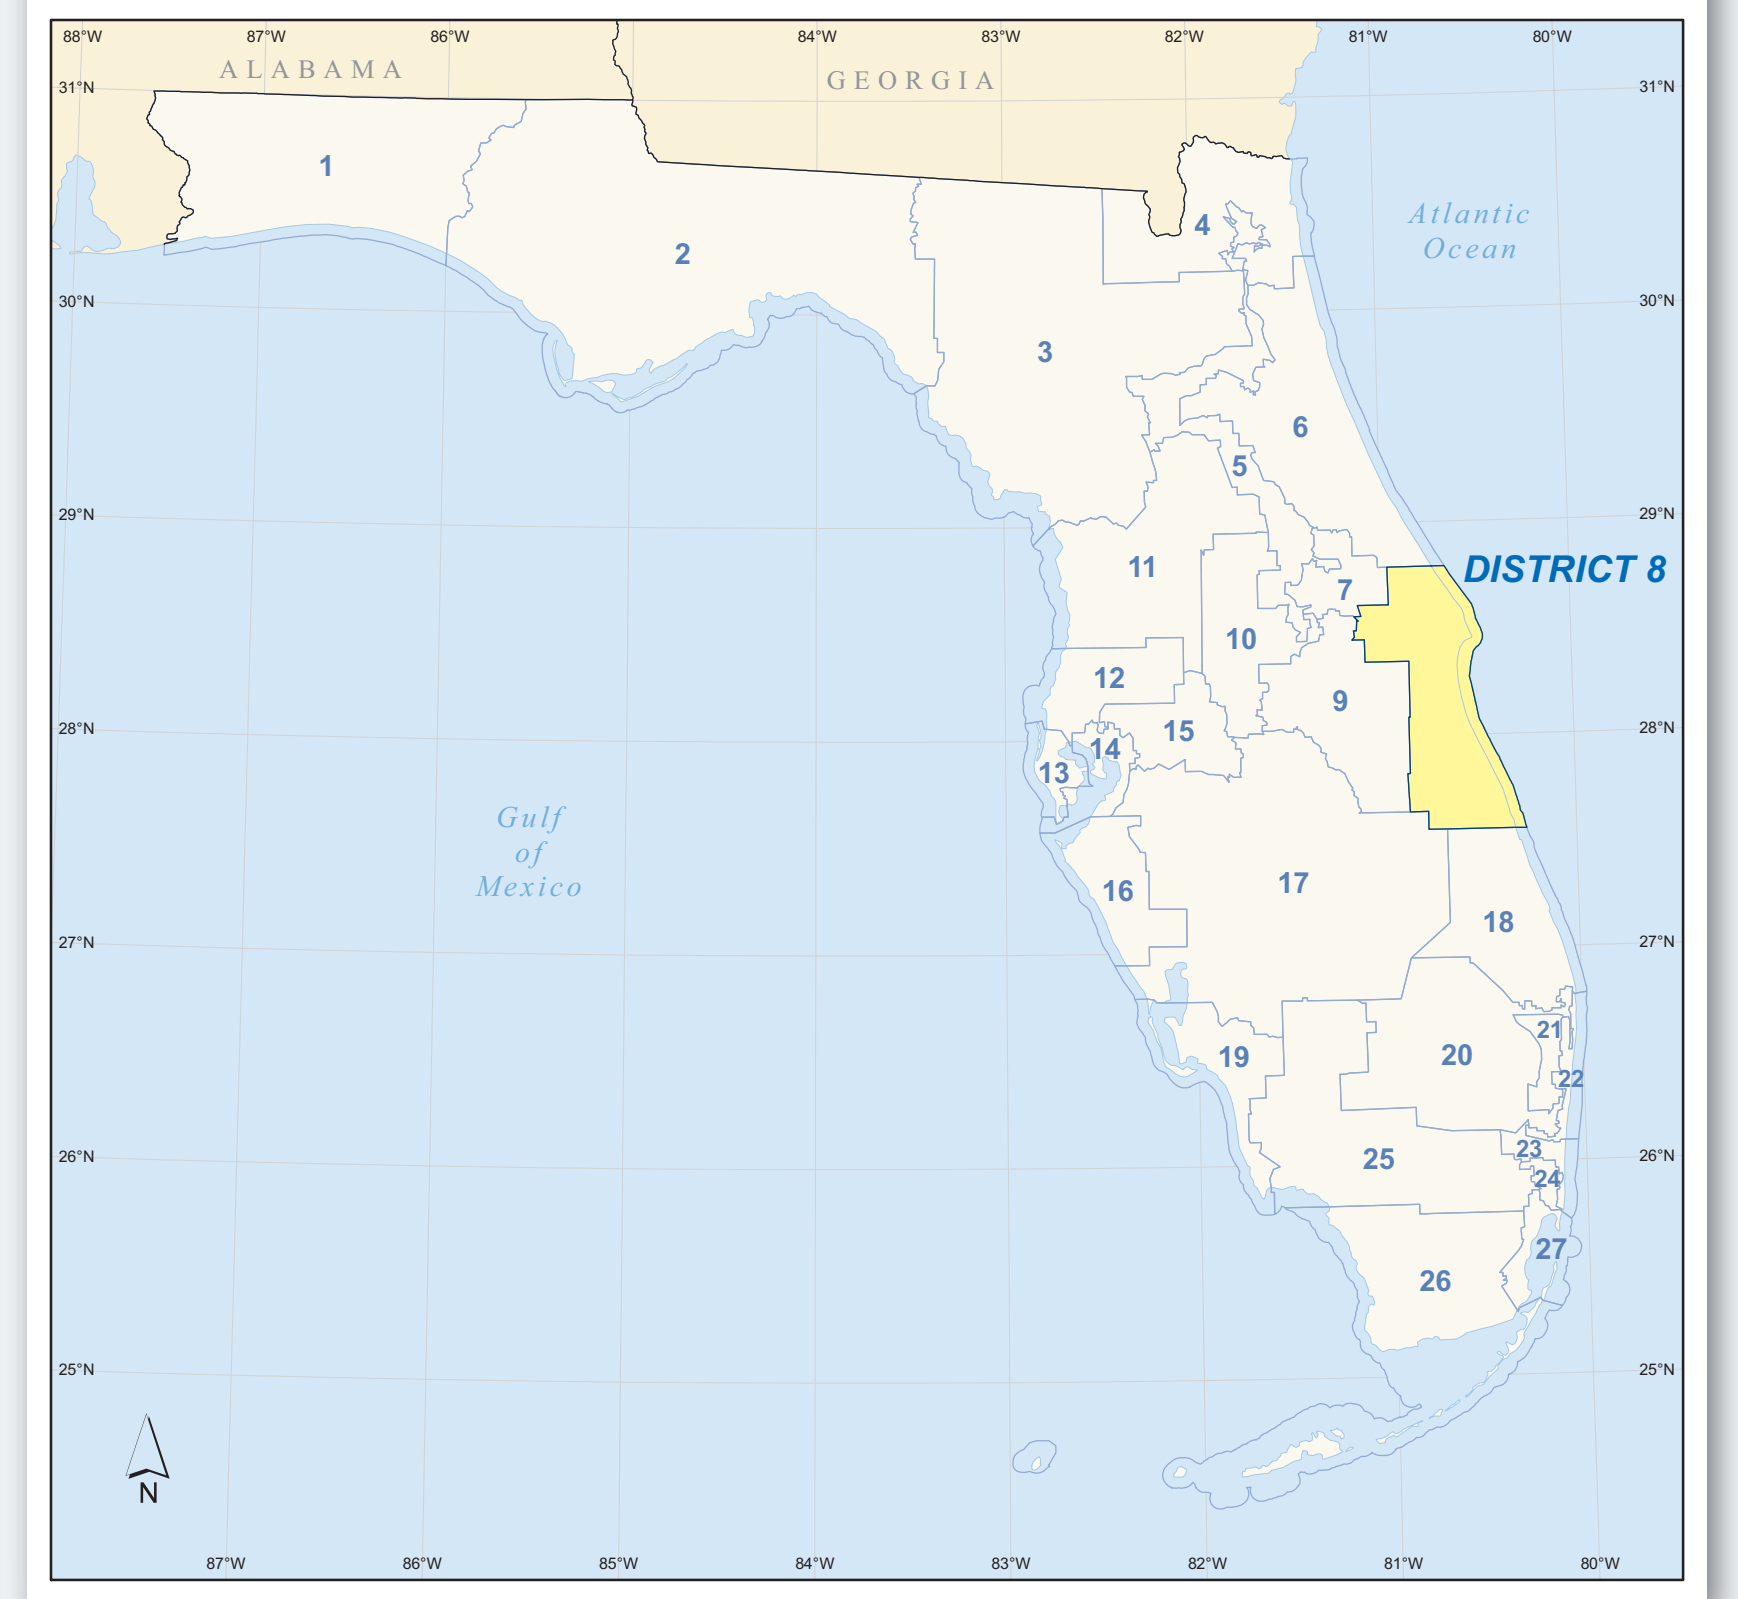 88°W 87°W 86°W 84°W 83°W 82°W 81°W 80°W
ALABAMA
GEORGIA
31°N 31°N
1
4
Atlantic
Ocean
2
30°N 30°N
3
6
5
29°N 29°N
11
DISTRICT 8
7
10
12
9
28°N 28°N
15
14
13
Gulf
of
Mexico
17
16
18
27°N 27°N
21
20
19
22
23
26°N 26°N
25
24
27
26
25°N 25°N
N
87°W 86°W 85°W 84°W 83°W 82°W 81°W 80°W